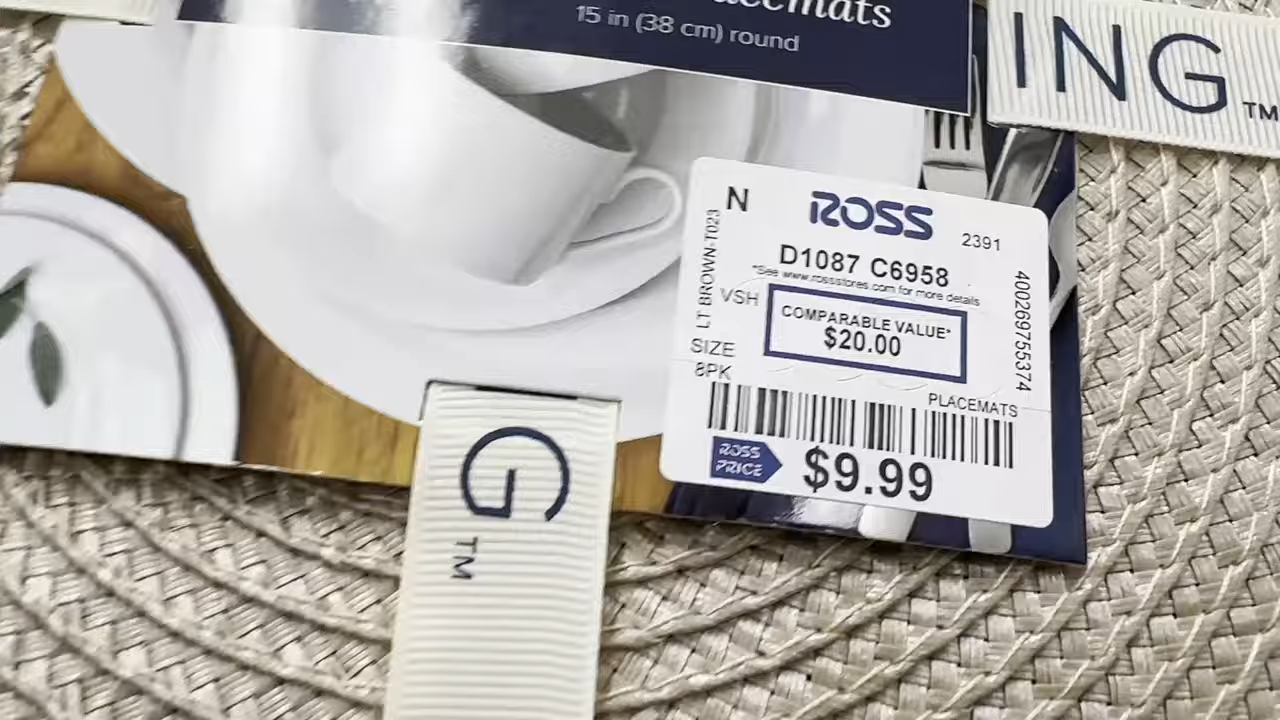 15 in (38 cm) round
ING
TM
N
ROSS
2391
D1087 C6958
*See www.rossstores.com for more details
LT BROWN-T023
VSH
COMPARABLE VALUE*
$20.00
400269755374
SIZE
8PK
PLACEMATS
ROSS
PRICE
$9.99
G
TM